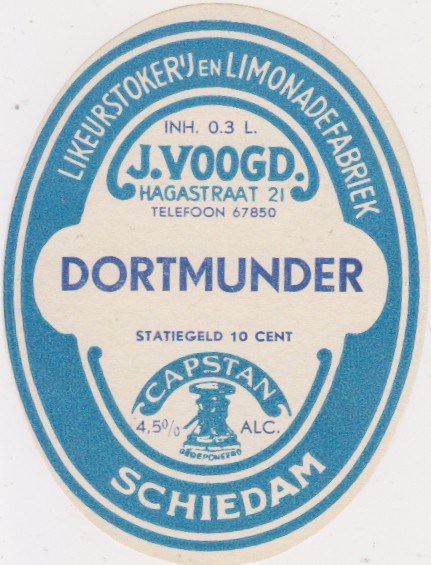 LIKEURSTOKERIJ EN LIMONADEFABRIEK
INH. 0.3 L.
J. VOOGD.
HAGASTRAAT 21
TELEFOON 67850
DORTMUNDER
STATIEGELD 10 CENT
CAPSTAN
4,5% ALC.
GEDEPONEERD
SCHIEDAM